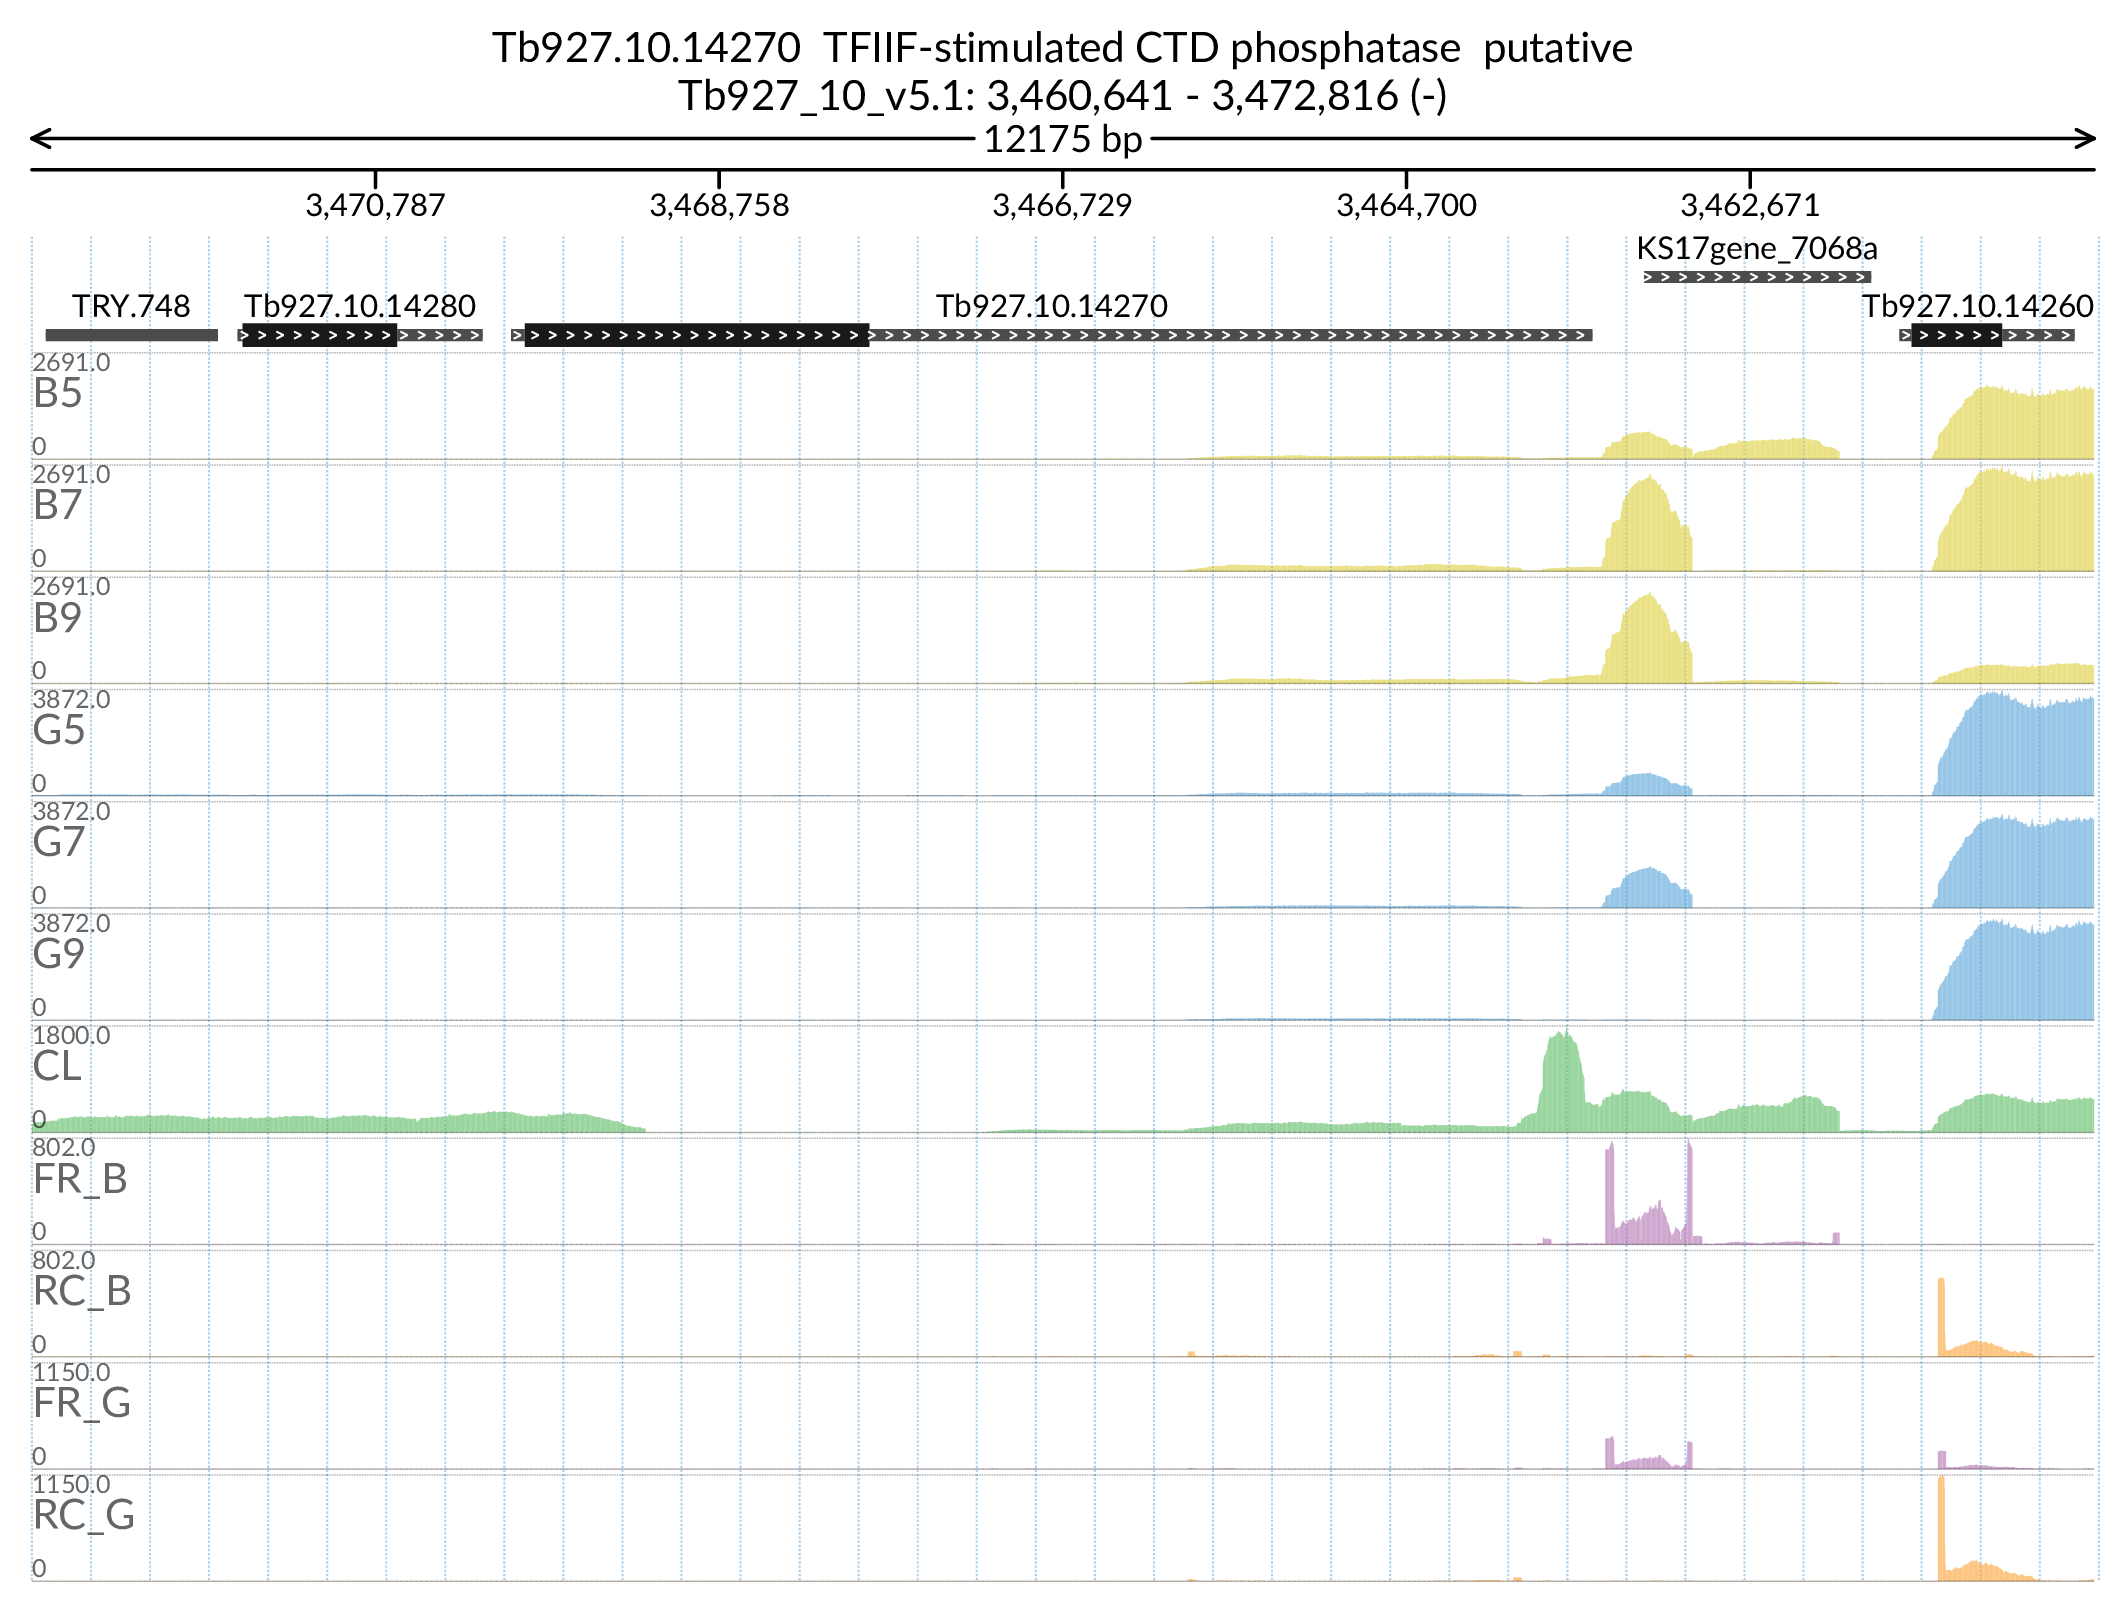 Tb927.10.14270  TFIIF-stimulated CTD phosphatase  putative
Tb927_10_v5.1: 3,460,641 - 3,472,816 (-)
12175 bp
3,470,787 3,468,758 3,466,729 3,464,700 3,462,671
KS17gene_7068a
TRY.748 Tb927.10.14280 Tb927.10.14270 Tb927.10.14260
2691.0
B5
0
2691.0
B7
0
2691.0
B9
0
3872.0
G5
0
3872.0
G7
0
3872.0
G9
0
1800.0
CL
0
802.0
FR_B
0
802.0
RC_B
0
1150.0
FR_G
0
1150.0
RC_G
0